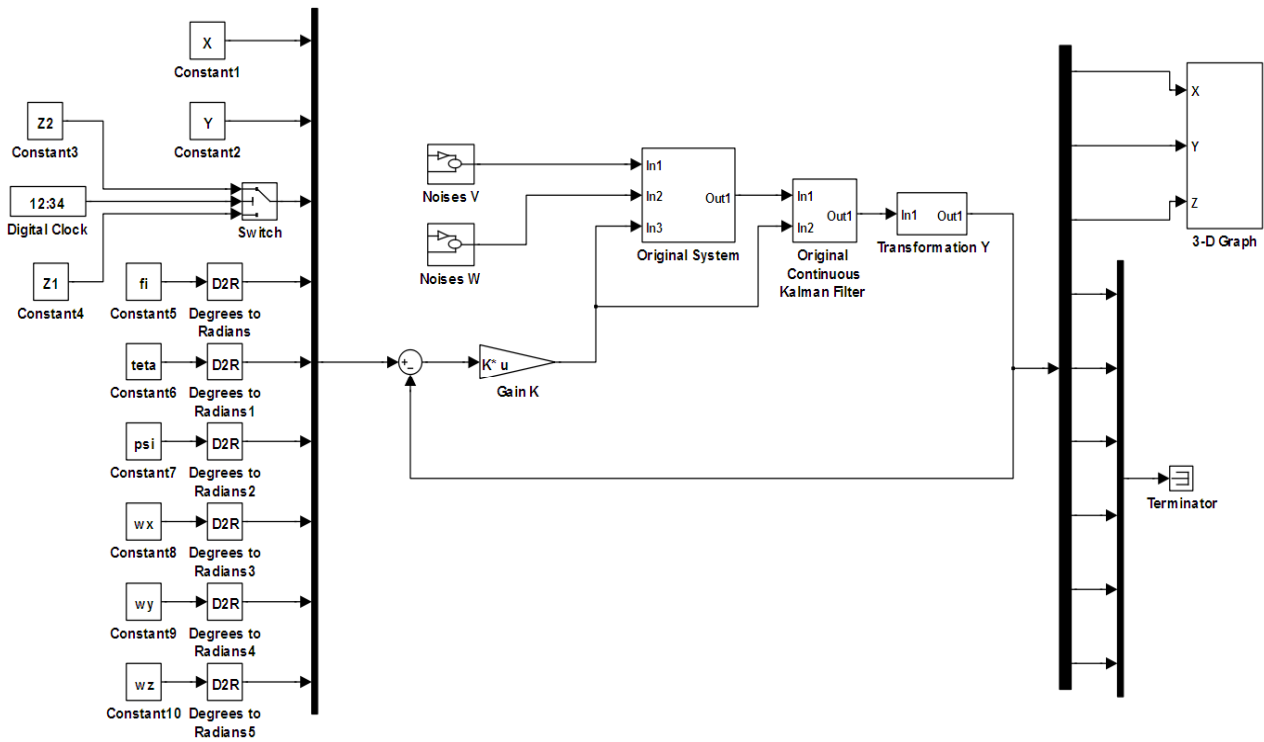 X
Constant1
Z2
Constant3
Y
Constant2
12:34
Digital Clock
Switch
Z1
Constant4
fi
Constant5
D2R
Degrees to
Radians
teta
Constant6
D2R
Degrees to
Radians1
psi
Constant7
D2R
Degrees to
Radians2
wx
Constant8
D2R
Degrees to
Radians3
wy
Constant9
D2R
Degrees to
Radians4
wz
Constant10
D2R
Degrees to
Radians5
+
−
K* u
Gain K
Noises V
Noises W
In1
In2
In3
Out1
Original System
In1
In2
Out1
Original
Continuous
Kalman Filter
In1
Out1
Transformation Y
X
Y
Z
3-D Graph
Terminator